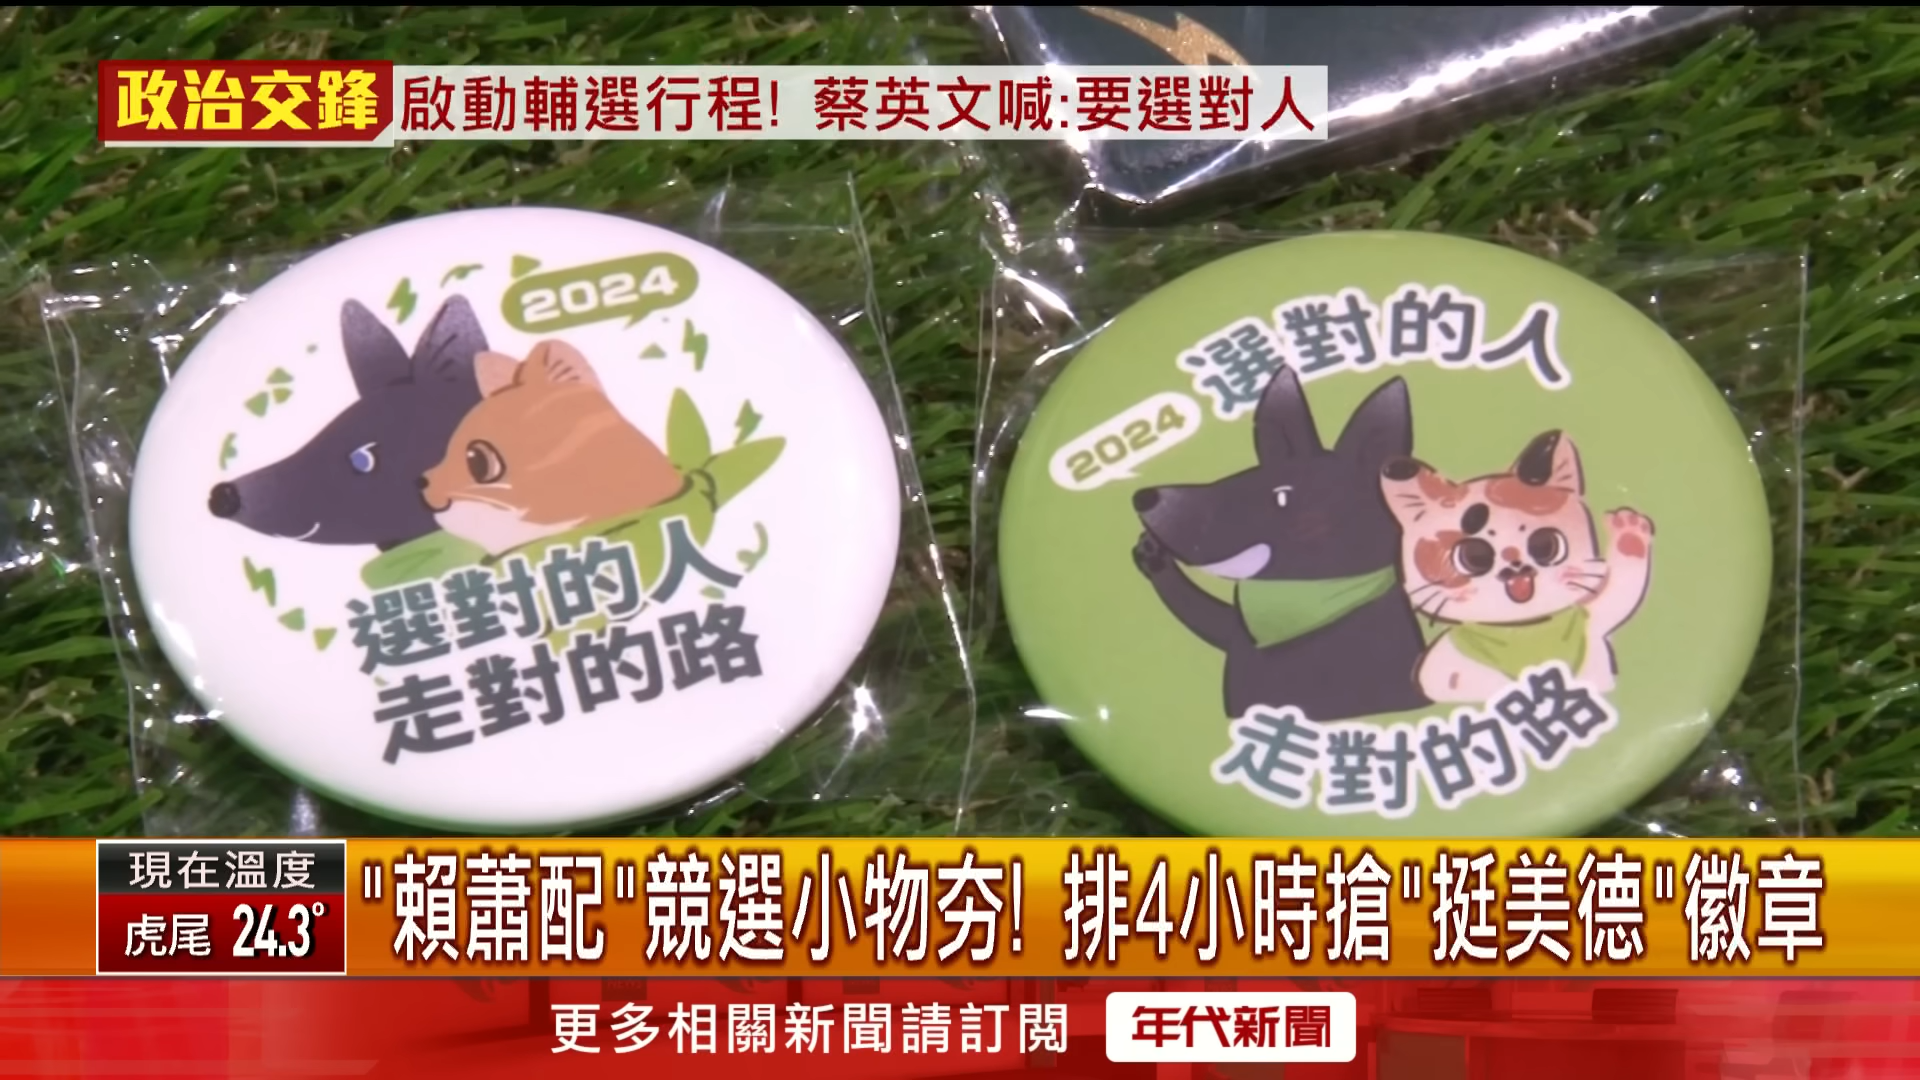 政治交鋒
啟動輔選行程! 蔡英文喊:要選對人
2024
選對的人
走對的路
選對的人
2024
走對的路
現在溫度
虎尾 24.3°
"賴蕭配"競選小物夯! 排4小時搶"挺美德"徽章
更多相關新聞請訂閱 年代新聞